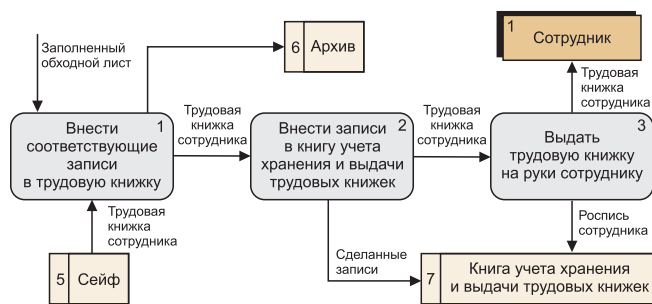 Заполненный
обходной лист
6
Архив
1
Сотрудник
Трудовая
книжка
сотрудника
Трудовая
книжка
сотрудника
Трудовая
книжка сотрудника
1
Внести
соответствующие
записи
в трудовую книжку
2
Внести записи
в книгу учета
хранения и выдачи
трудовых книжек
3
Выдать
трудовую книжку
на руки сотруднику
Трудовая
книжка
сотрудника
Роспись
сотрудника
5
Сейф
Сделанные
записи
7
Книга учета хранения
и выдачи трудовых книжек